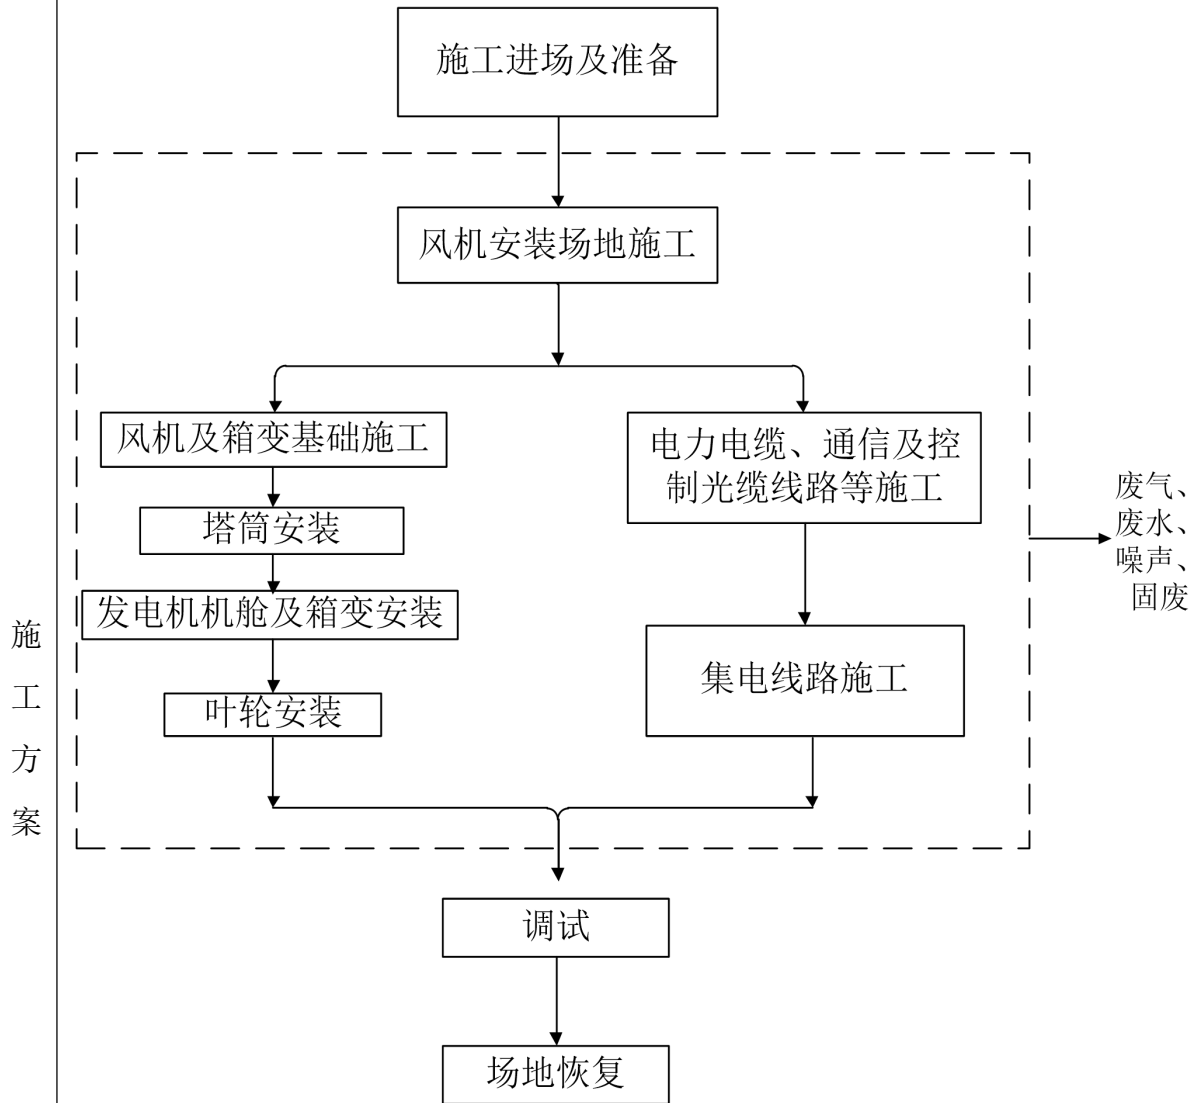 施工进场及准备
风机安装场地施工
风机及箱变基础施工
塔筒安装
发电机机舱及箱变安装
叶轮安装
电力电缆、通信及控
制光缆线路等施工
集电线路施工
废气、
废水、
噪声、
固废
调试
场地恢复
施
工
方
案